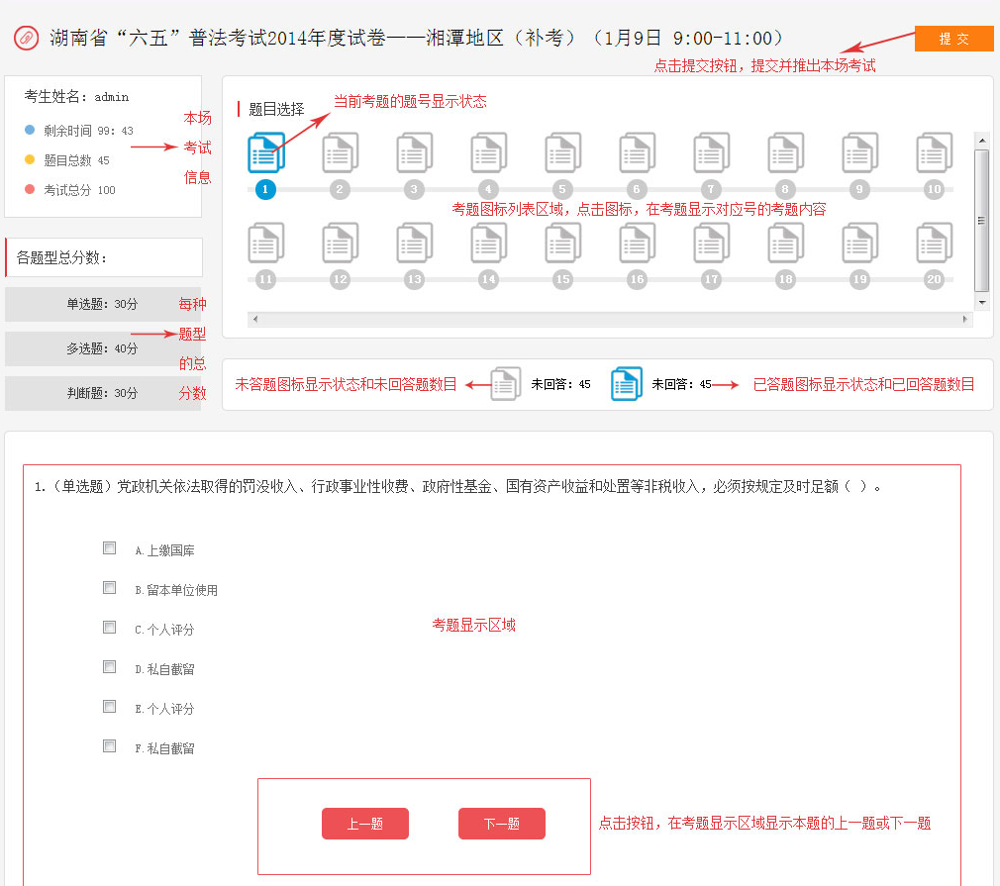 湖南省“六五”普法考试2014年度试卷——湘潭地区（补考）（1月9日 9:00-11:00）
提 交
点击提交按钮，提交并推出本场考试
考生姓名：admin
剩余时间 99：43
题目总数 45
考试总分 100
本场
考试
信息
题目选择
当前考题的题号显示状态
1 2 3 4 5 6 7 8 9 10
考题图标列表区域，点击图标，在考题显示对应号的考题内容
11 12 13 14 15 16 17 18 19 20
各题型总分数：
单选题：30分
多选题：40分
判断题：30分
每种
题型
的总
分数
未答题图标显示状态和未回答题数目
未回答：45
未回答：45
已答题图标显示状态和已回答题数目
1.（单选题）党政机关依法取得的罚没收入、行政事业性收费、政府性基金、国有资产收益和处置等非税收入，必须按规定及时足额（ ）。
A.上缴国库
B.留本单位使用
C.个人评分
D.私自截留
E.个人评分
F.私自截留
考题显示区域
上一题
下一题
点击按钮，在考题显示区域显示本题的上一题或下一题